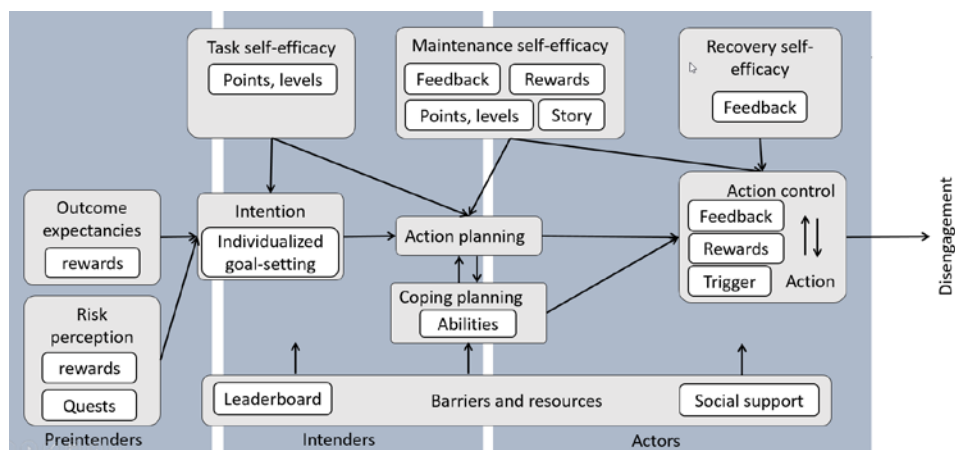 Task self-efficacy
Points, levels
Maintenance self-efficacy
Feedback
Rewards
Points, levels
Story
Recovery self-
efficacy
Feedback
Outcome
expectancies
rewards
Risk
perception
rewards
Quests
Intention
Individualized
goal-setting
Action planning
Coping planning
Abilities
Action control
Feedback
Rewards
Trigger
Action
Disengagement
Leaderboard
Barriers and resources
Social support
Preintenders
Intenders
Actors